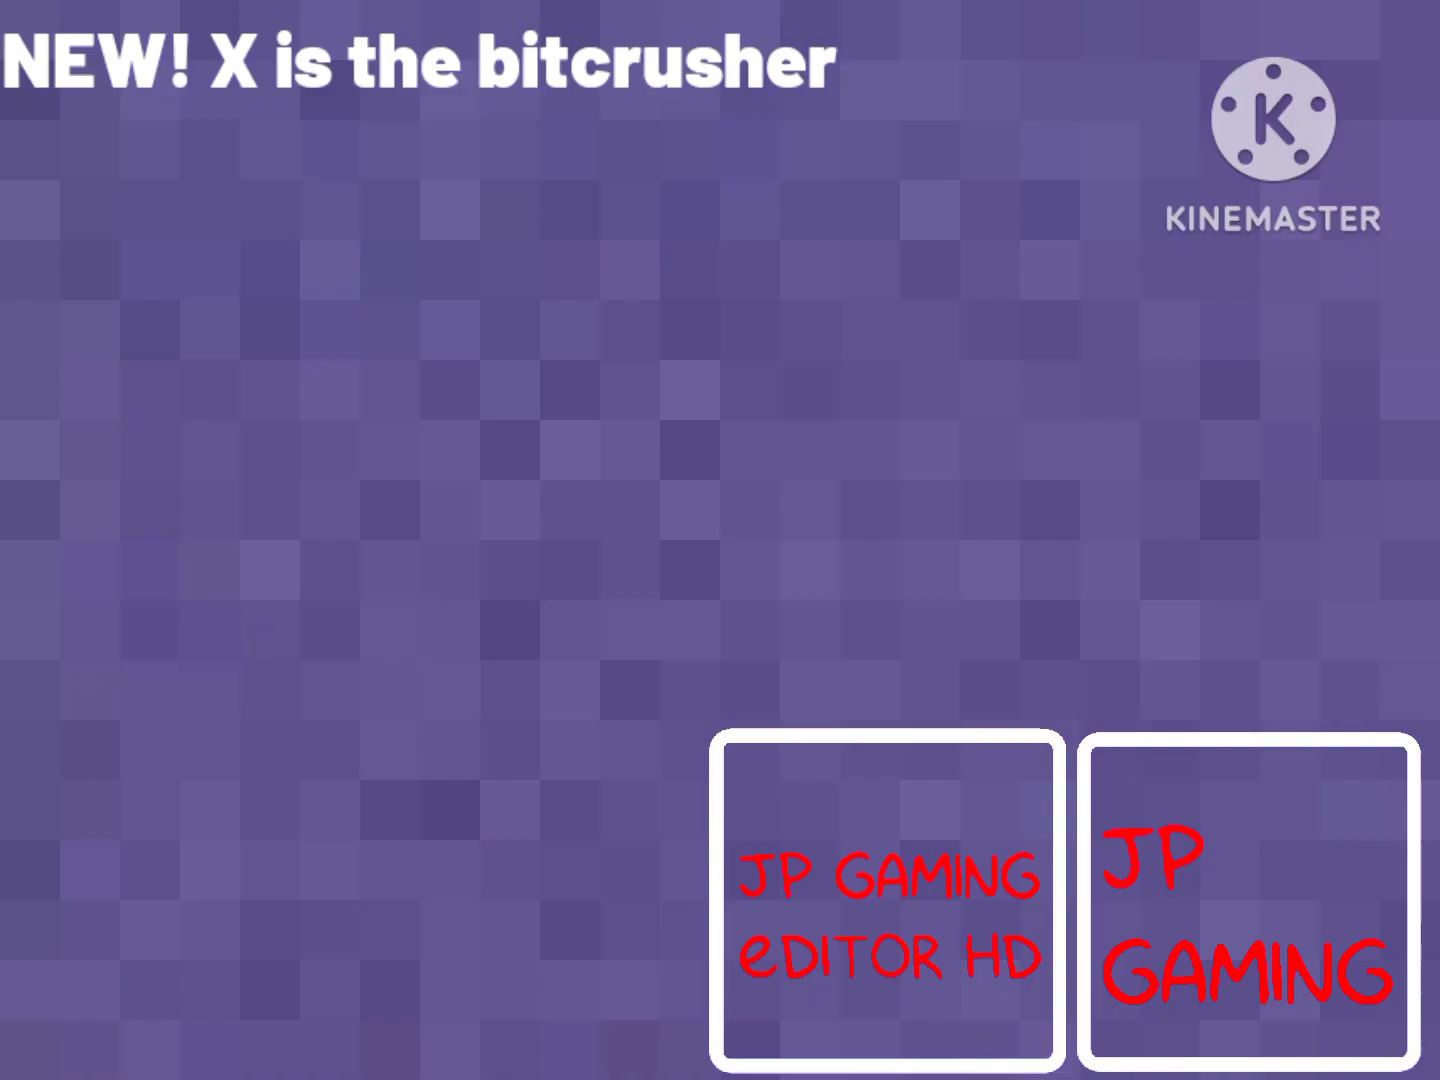 NEW! X is the bitcrusher
K
KINEMASTER
JP GAMING
eDITOR HD
JP
GAMING